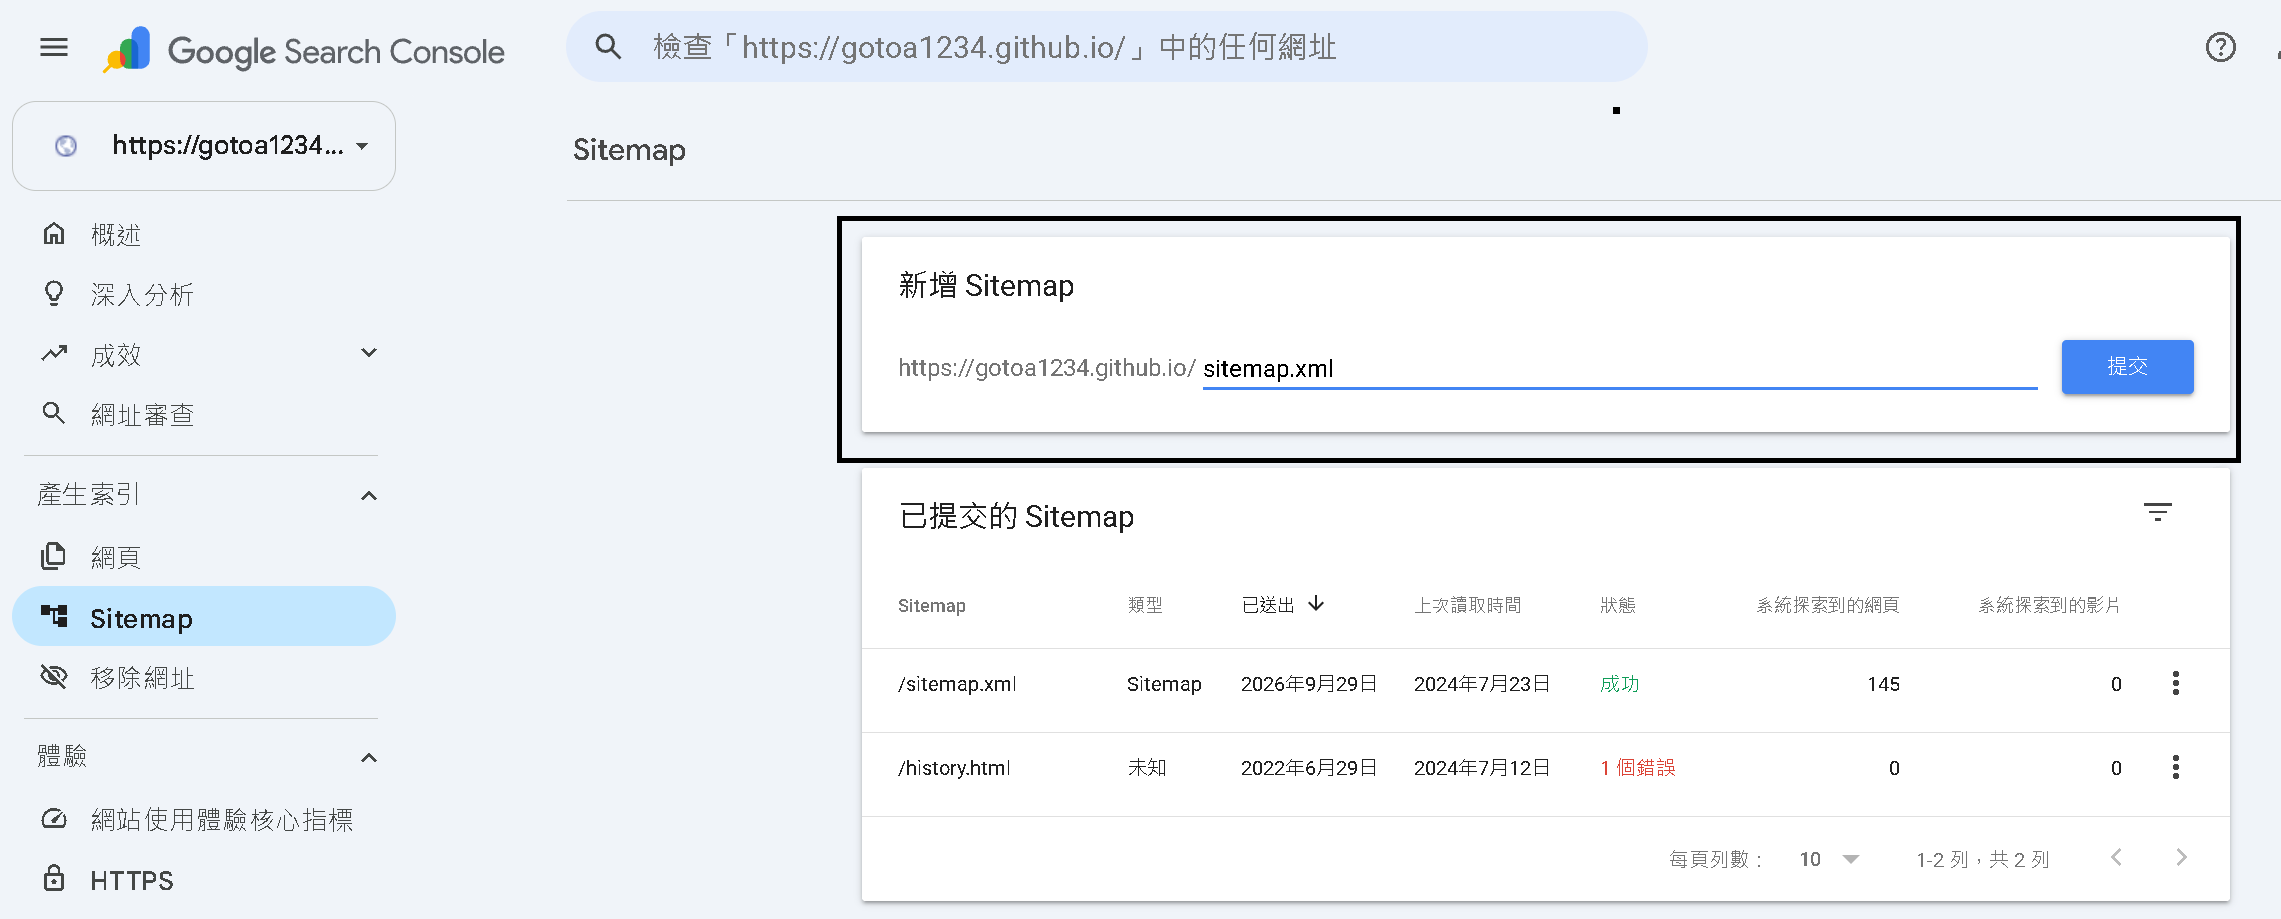 Google Search Console
檢查「https://gotoa1234.github.io/」中的任何網址
https://gotoa1234...
Sitemap
概述
深入分析
成效
網址審查
產生索引
網頁
Sitemap
移除網址
體驗
網站使用體驗核心指標
HTTPS
新增 Sitemap
https://gotoa1234.github.io/ sitemap.xml
提交
已提交的 Sitemap
Sitemap 類型 已送出 上次讀取時間 狀態 系統探索到的網頁 系統探索到的影片
/sitemap.xml Sitemap 2026年9月29日 2024年7月23日 成功 145 0
/history.html 未知 2022年6月29日 2024年7月12日 1 個錯誤 0 0
每頁列數： 10 1-2 列，共 2 列